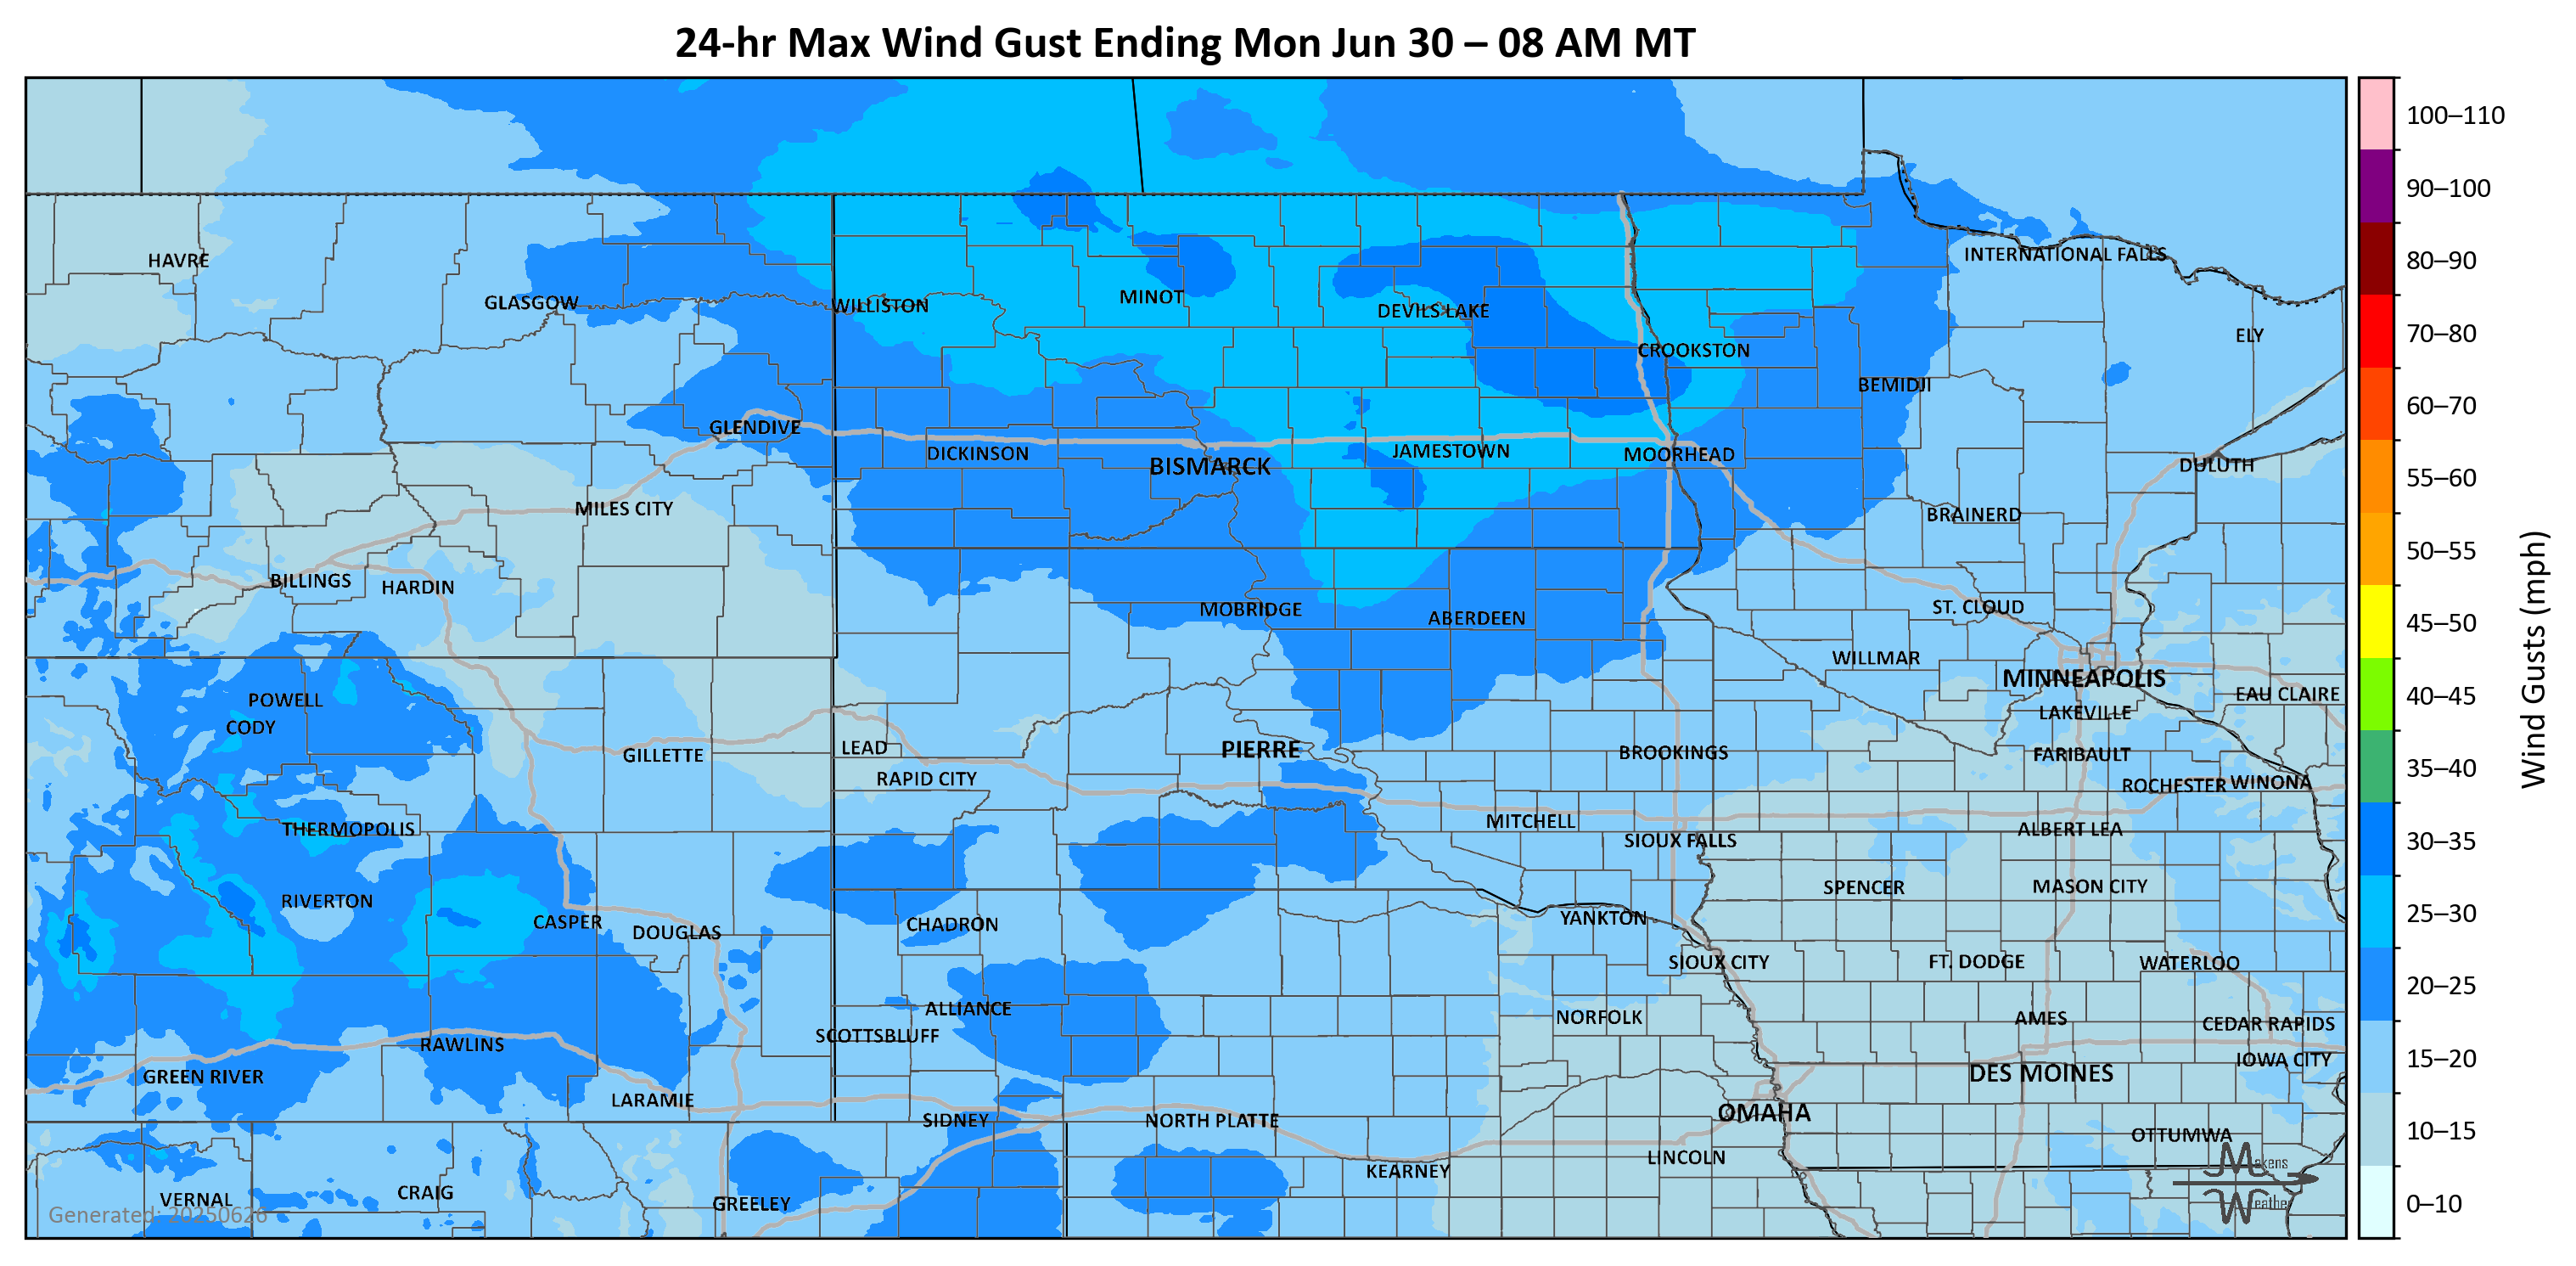 24-hr Max Wind Gust Ending Mon Jun 30 – 08 AM MT
100–110
90–100
80–90
70–80
60–70
55–60
50–55
45–50
40–45
35–40
30–35
25–30
20–25
15–20
10–15
0–10
Wind Gusts (mph)
HAVRE
INTERNATIONAL FALLS
GLASGOW
WILLISTON
MINOT
DEVILS LAKE
ELY
CROOKSTON
BEMIDJI
GLENDIVE
DICKINSON
BISMARCK
JAMESTOWN
MOORHEAD
DULUTH
MILES CITY
BRAINERD
BILLINGS
HARDIN
MOBRIDGE
ABERDEEN
ST. CLOUD
WILLMAR
MINNEAPOLIS
POWELL
EAU CLAIRE
CODY
LAKEVILLE
GILLETTE
LEAD
PIERRE
BROOKINGS
FARIBAULT
RAPID CITY
ROCHESTER
WINONA
THERMOPOLIS
MITCHELL
ALBERT LEA
SIOUX FALLS
RIVERTON
SPENCER
MASON CITY
CASPER
DOUGLAS
CHADRON
YANKTON
SIOUX CITY
FT. DODGE
WATERLOO
ALLIANCE
NORFOLK
AMES
CEDAR RAPIDS
SCOTTSBLUFF
RAWLINS
IOWA CITY
GREEN RIVER
DES MOINES
LARAMIE
SIDNEY
NORTH PLATTE
OMAHA
OTTUMWA
KEARNEY
LINCOLN
VERNAL
CRAIG
GREELEY
Generated: 20250626
Makens
Weather